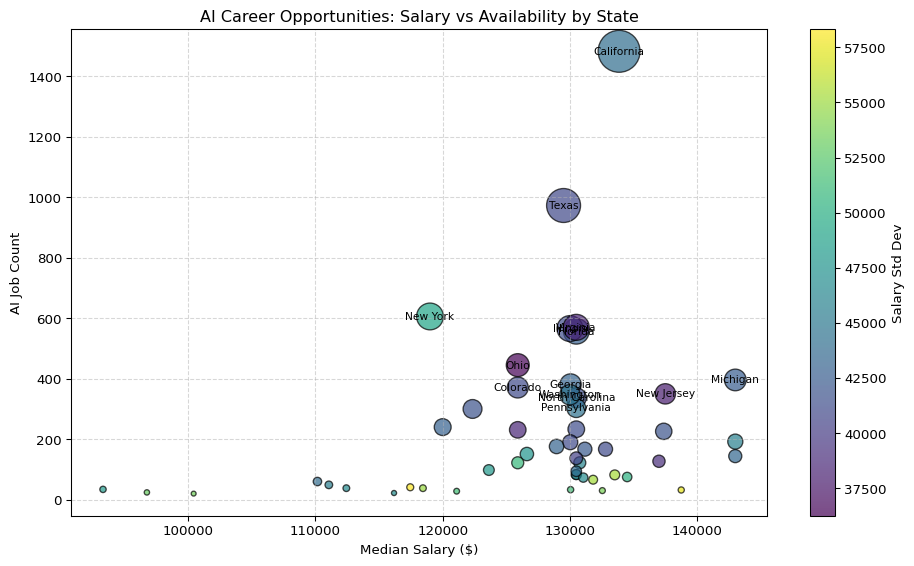 AI Career Opportunities: Salary vs Availability by State
California
Texas
New York
Virginia
Florida
Ohio
Colorado
Georgia
Washington
North Carolina
Pennsylvania
New Jersey
Michigan
1400
1200
1000
800
600
400
200
0
AI Job Count
100000
110000
120000
130000
140000
Median Salary ($)
57500
55000
52500
50000
47500
45000
42500
40000
37500
Salary Std Dev